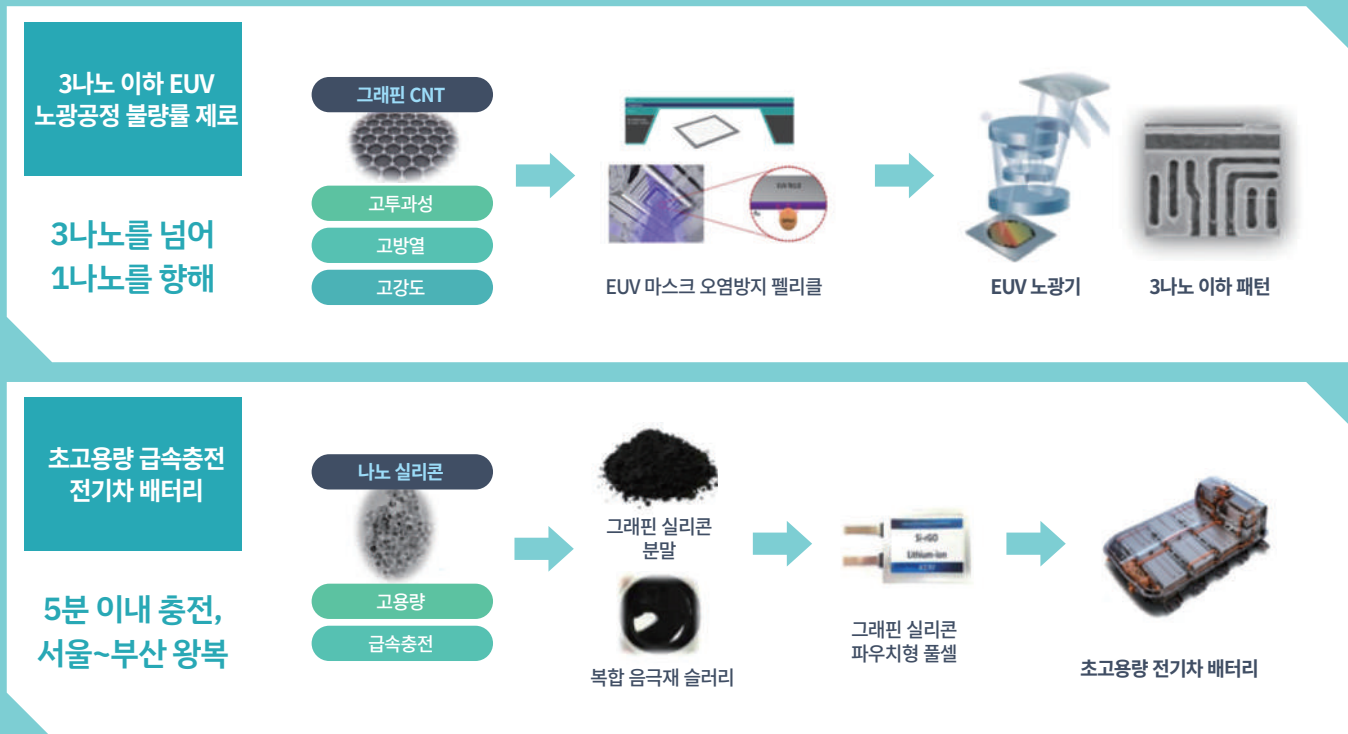 3나노 이하 EUV
노광공정 불량률 제로
3나노를 넘어
1나노를 향해
그래핀 CNT
고투과성
고방열
고강도
EUV 마스크 오염방지 펠리클
EUV 노광기
3나노 이하 패턴
초고용량 급속충전
전기차 배터리
5분 이내 충전,
서울~부산 왕복
나노 실리콘
고용량
급속충전
그래핀 실리콘
분말
복합 음극재 슬러리
Si-rGO
Lithium-ion
그래핀 실리콘
파우치형 풀셀
초고용량 전기차 배터리